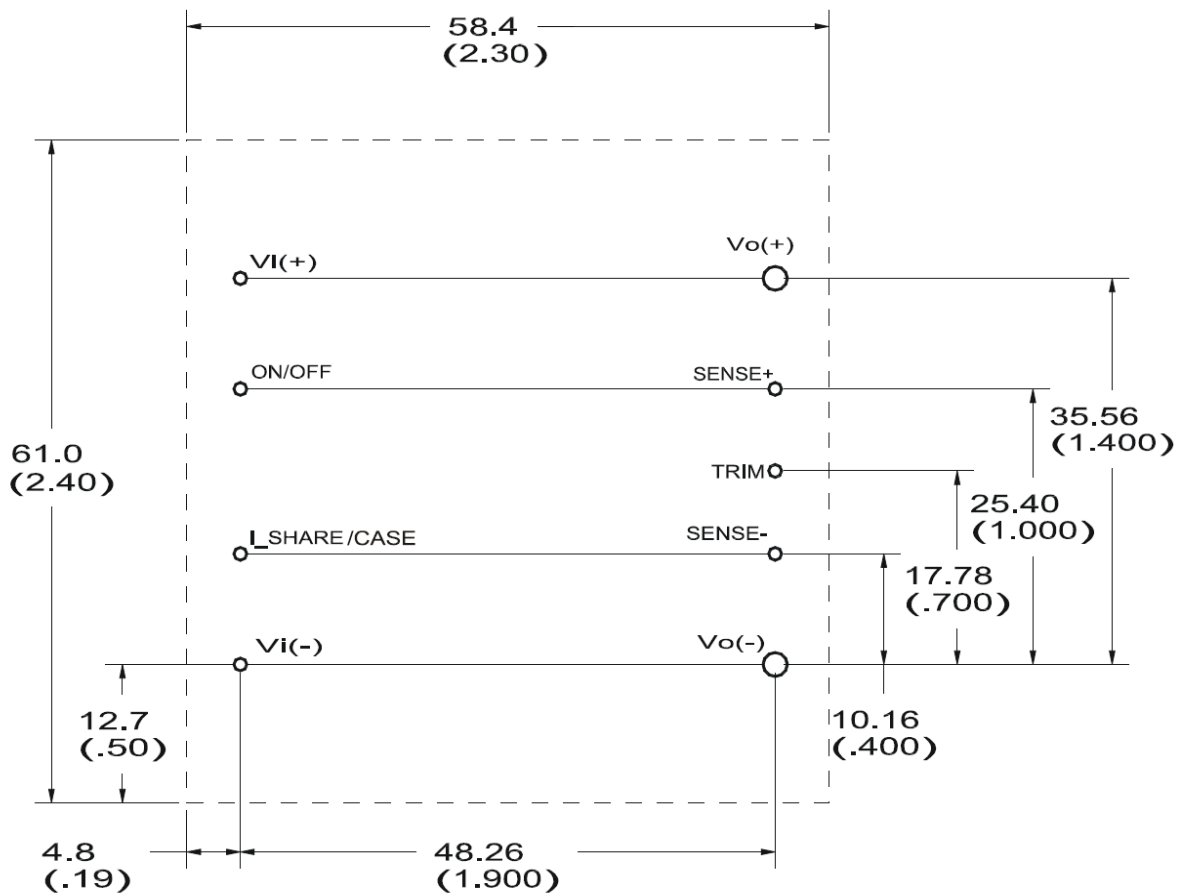 58.4
(2.30)
Vo(+)
VI(+)
ON/OFF
SENSE+
35.56
(1.400)
61.0
(2.40)
TRIM
25.40
(1.000)
I_SHARE/CASE
SENSE-
17.78
(.700)
Vi(-)
Vo(-)
12.7
(.50)
10.16
(.400)
4.8
(.19)
48.26
(1.900)